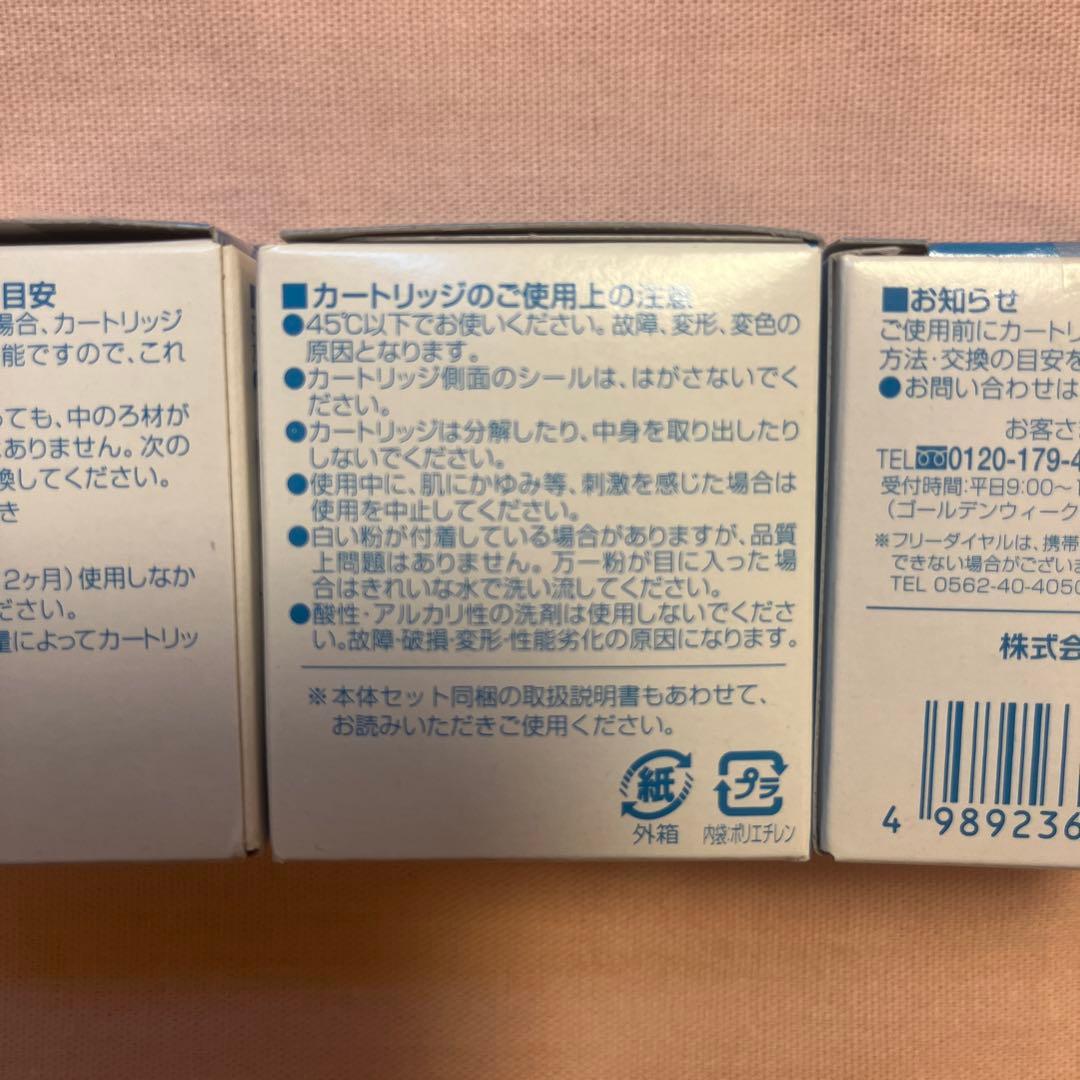 目安
場合、カートリッジ
能ですので、これ
っても、中のろ材が
はありません。次の
換してください。
き
2ヶ月)使用しなか
ださい。
量によってカートリッ
■カートリッジのご使用上の注意
●45℃以下でお使いください。故障、変形、変色の
原因となります。
●カートリッジ側面のシールは、はがさないでく
ださい。
●カートリッジは分解したり、中身を取り出したり
しないでください。
●使用中に、肌にかゆみ等、刺激を感じた場合は
使用を中止してください。
●白い粉が付着している場合がありますが、品質
上問題はありません。万一粉が目に入った場
合はきれいな水で洗い流してください。
●酸性・アルカリ性の洗剤は使用しないでくださ
い。故障・破損・変形・性能劣化の原因になります。
※本体セット同梱の取扱説明書もあわせて、
お読みいただきご使用ください。
紙
外箱
プラ
内袋:ポリエチレン
■お知らせ
ご使用前にカートリ
方法・交換の目安を
●お問い合わせは
お客さ
TEL 0120-179-4
受付時間:平日9:00~1
(ゴールデンウィーク
※フリーダイヤルは、携帯
できない場合がございま
TEL 0562-40-4050
株式会
4 989236